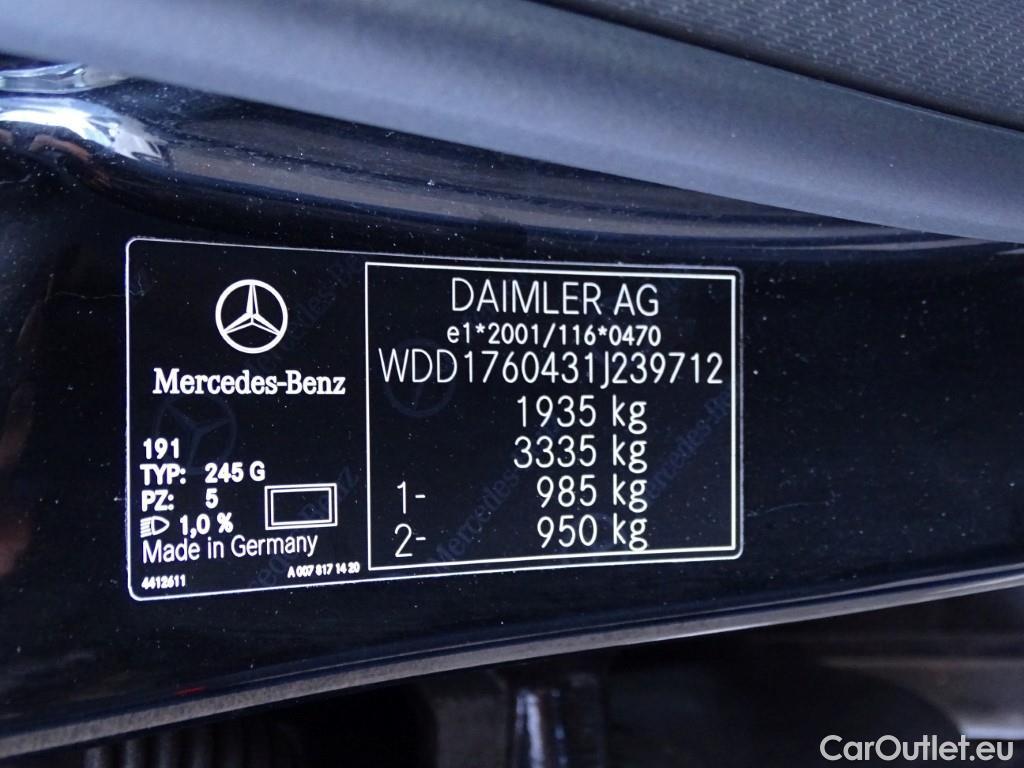 Mercedes-Benz
191
TYP: 245 G
PZ: 5
1,0 %
Made in Germany
4412611
A 007 817 14 20
DAIMLER AG
e1*2001/116*0470
WDD1760431J239712
1935 kg
3335 kg
1- 985 kg
2- 950 kg
CarOutlet.eu